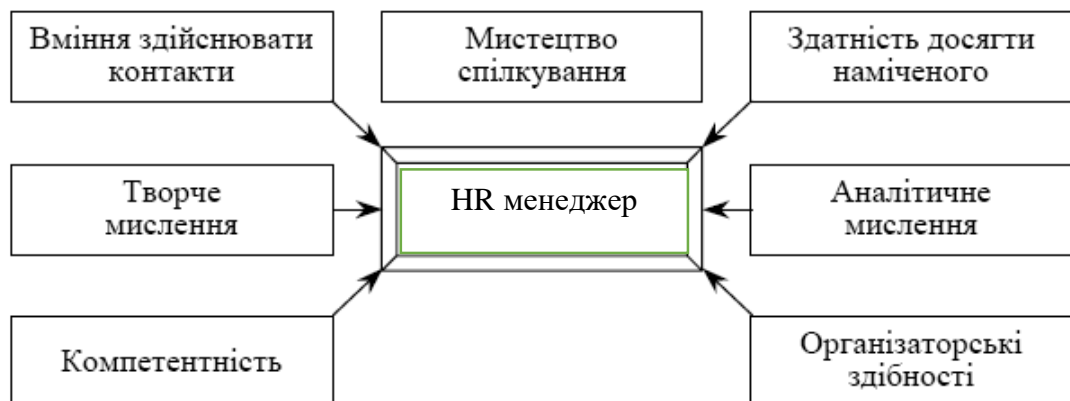 Вміння здійснювати
контакти
Мистецтво
спілкування
Здатність досягти
наміченого
Творче
мислення
HR менеджер
Аналітичне
мислення
Компетентність
Організаторські
здібності